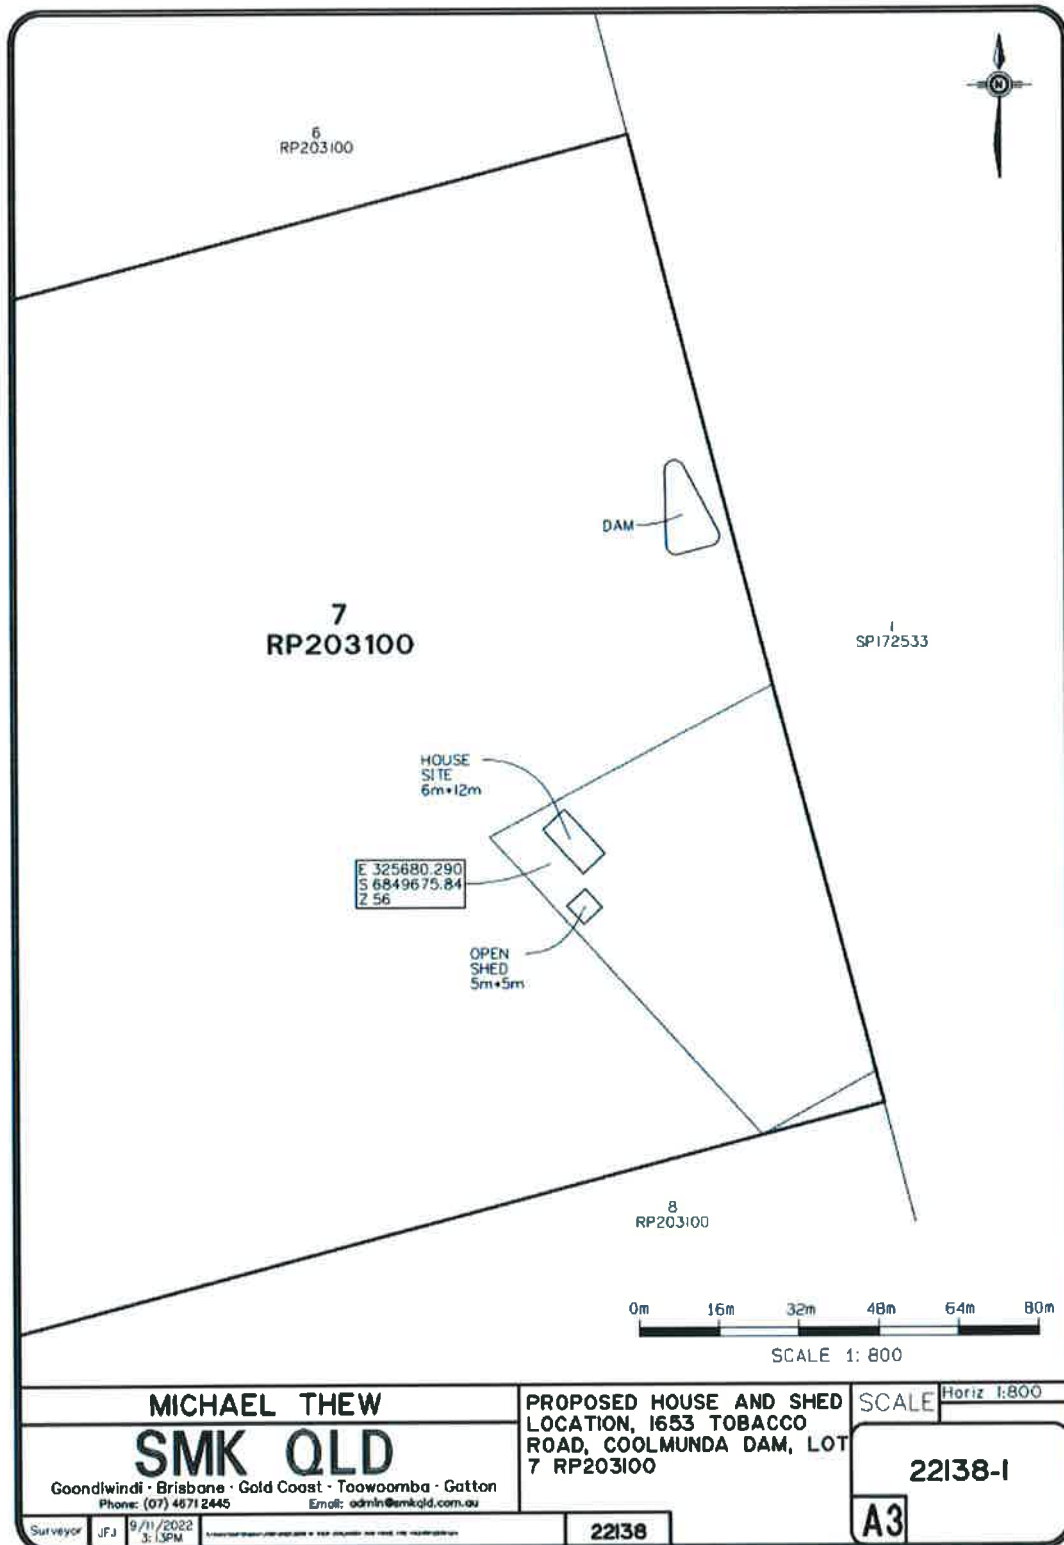 6
RP203100
N
DAM
7
RP203100
1
SP172533
HOUSE
SITE
6m*12m
E 325680.290
S 6849675.84
Z 56
OPEN
SHED
5m*5m
8
RP203100
0m 16m 32m 48m 64m 80m
SCALE 1: 800
MICHAEL THEW
SMK QLD
Goondiwindi · Brisbane · Gold Coast · Toowoomba · Gatton
Phone: (07) 4671 2445 Email: admin@smkqld.com.au
Surveyor JFJ 9/11/2022
3:13PM
22138
PROPOSED HOUSE AND SHED
LOCATION, 1653 TOBACCO
ROAD, COOLMUNDA DAM, LOT
7 RP203100
SCALE Horiz 1:800
22138-1
A3